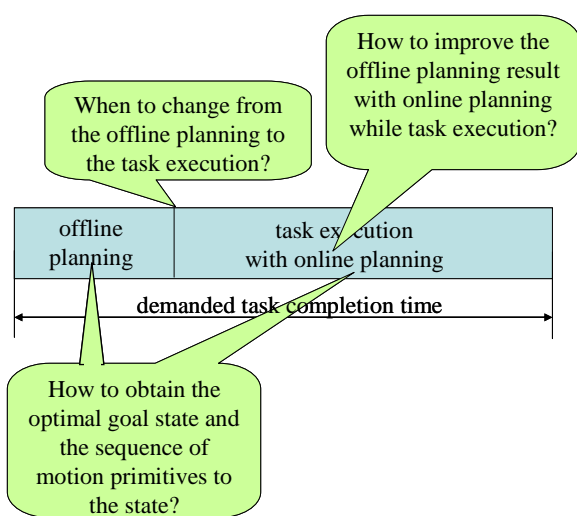 How to improve the
offline planning result
with online planning
while task execution?
When to change from
the offline planning to
the task execution?
offline
planning
task execution
with online planning
demanded task completion time
How to obtain the
optimal goal state and
the sequence of
motion primitives to
the state?